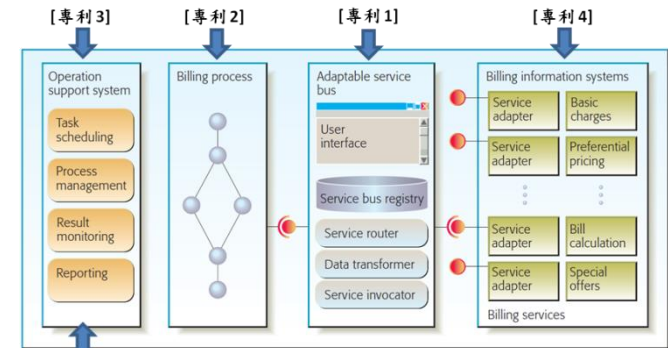 [專利3]
[專利2]
[專利1]
[專利4]
Operation
support system
Task
scheduling
Process
management
Result
monitoring
Reporting
Billing process
Adaptable service
bus
User
interface
Service bus registry
Service router
Data transformer
Service invocator
Billing information systems
Service
adapter
Basic
charges
Service
adapter
Preferential
pricing
Service
adapter
Bill
calculation
Service
adapter
Special
offers
Billing services